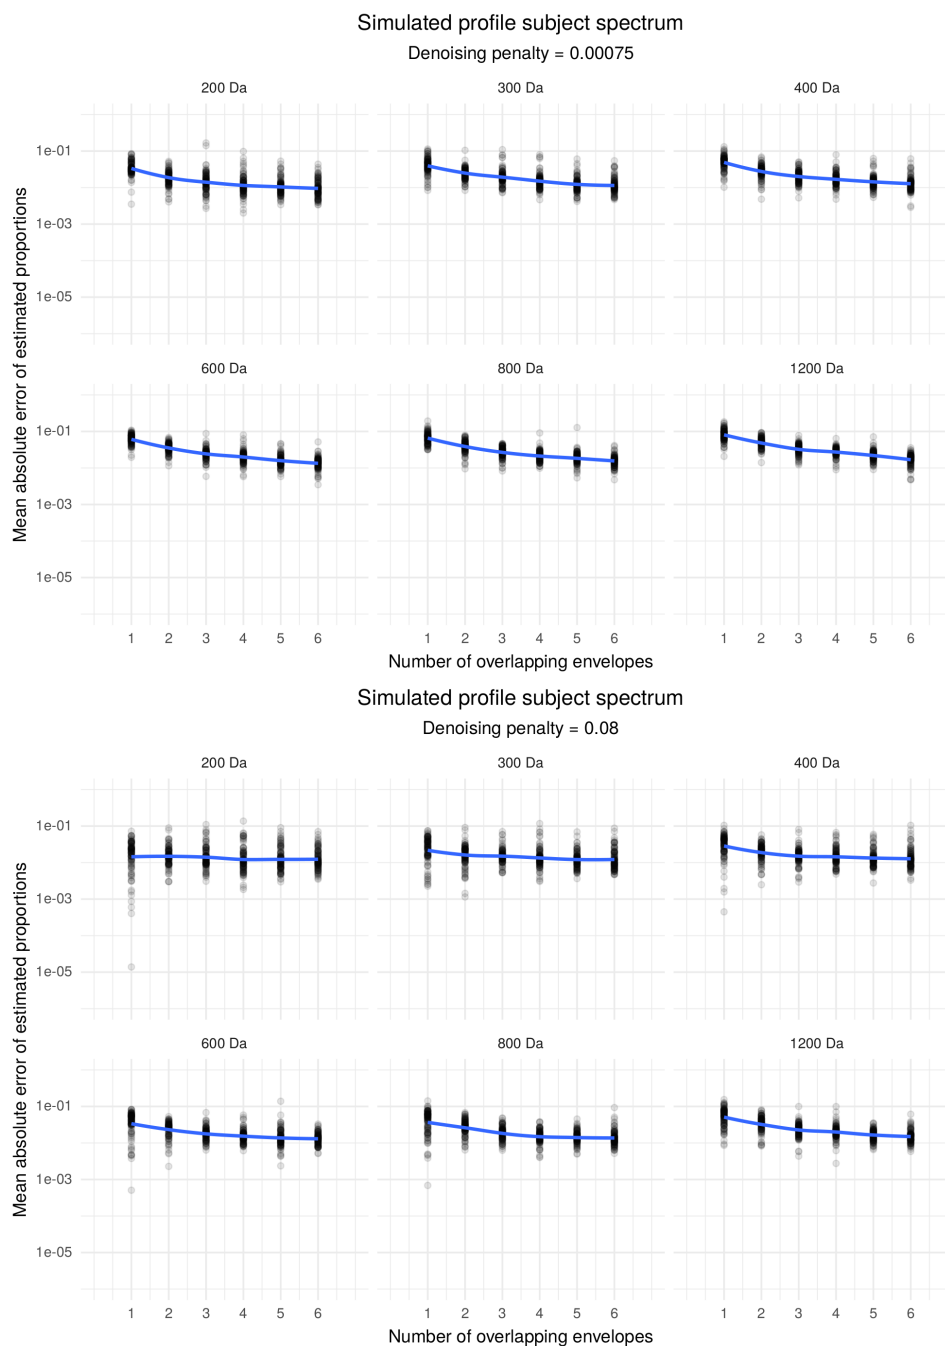 Simulated profile subject spectrum
Denoising penalty = 0.00075
200 Da
300 Da
400 Da
1e-01
1e-03
1e-05
600 Da
800 Da
1200 Da
1e-01
1e-03
1e-05
Mean absolute error of estimated proportions
1 2 3 4 5 6
1 2 3 4 5 6
1 2 3 4 5 6
Number of overlapping envelopes
Simulated profile subject spectrum
Denoising penalty = 0.08
200 Da
300 Da
400 Da
1e-01
1e-03
1e-05
600 Da
800 Da
1200 Da
1e-01
1e-03
1e-05
Mean absolute error of estimated proportions
1 2 3 4 5 6
1 2 3 4 5 6
1 2 3 4 5 6
Number of overlapping envelopes